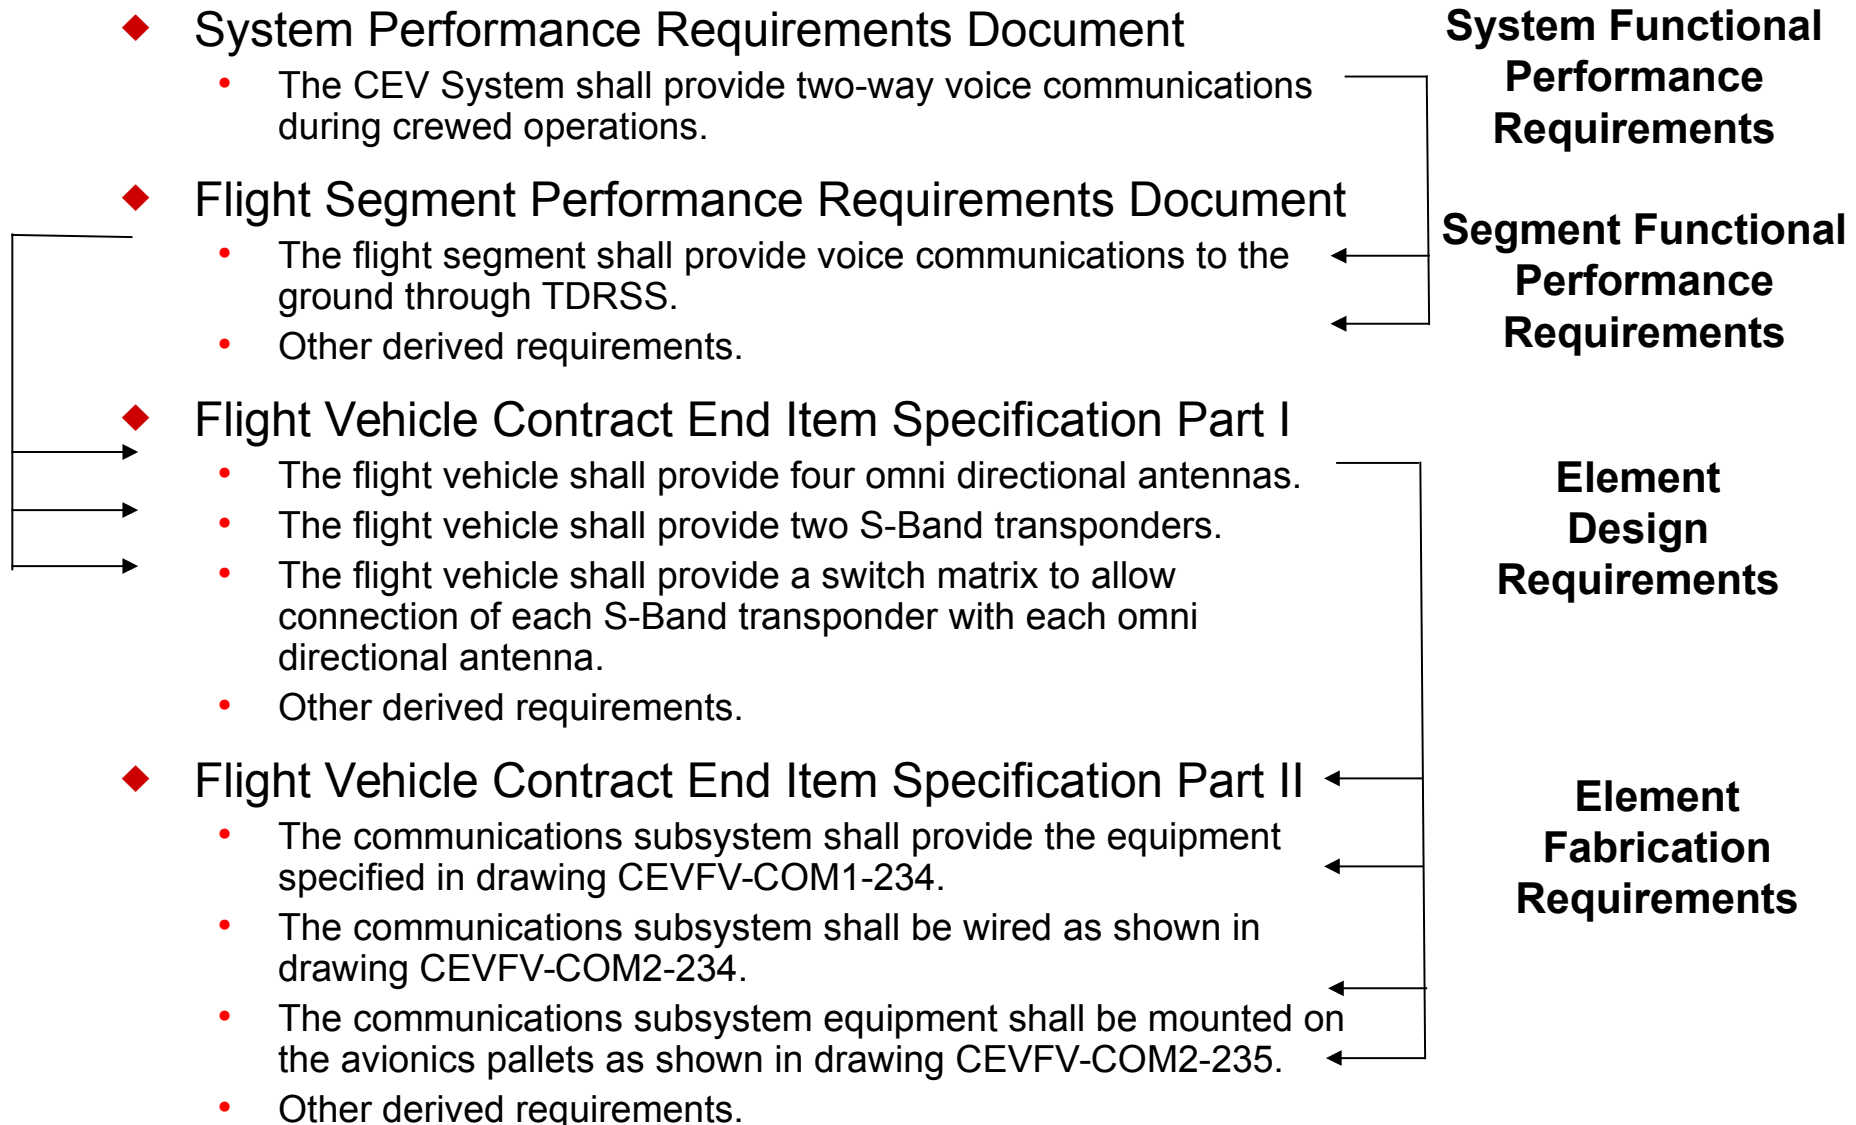 System Performance Requirements Document
The CEV System shall provide two-way voice communications
during crewed operations.
System Functional
Performance
Requirements
Flight Segment Performance Requirements Document
The flight segment shall provide voice communications to the
ground through TDRSS.
Other derived requirements.
Segment Functional
Performance
Requirements
Flight Vehicle Contract End Item Specification Part I
The flight vehicle shall provide four omni directional antennas.
The flight vehicle shall provide two S-Band transponders.
The flight vehicle shall provide a switch matrix to allow
connection of each S-Band transponder with each omni
directional antenna.
Other derived requirements.
Element
Design
Requirements
Flight Vehicle Contract End Item Specification Part II
The communications subsystem shall provide the equipment
specified in drawing CEVFV-COM1-234.
The communications subsystem shall be wired as shown in
drawing CEVFV-COM2-234.
The communications subsystem equipment shall be mounted on
the avionics pallets as shown in drawing CEVFV-COM2-235.
Other derived requirements.
Element
Fabrication
Requirements